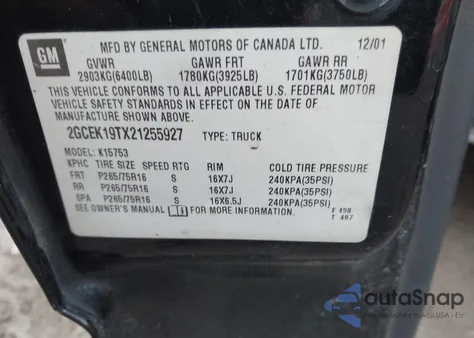 GM MFD BY GENERAL MOTORS OF CANADA LTD. 12/01
GVWR GAWR FRT GAWR RR
2903KG(6400LB) 1780KG(3925LB) 1701KG(3750LB)
THIS VEHICLE CONFORMS TO ALL APPLICABLE U.S. FEDERAL MOTOR
VEHICLE SAFETY STANDARDS IN EFFECT ON THE DATE OF
MANUFACTURE SHOWN ABOVE.
2GCEK19TX21255927 TYPE: TRUCK
MODEL: K15753
KPHC TIRE SIZE SPEED RTG RIM COLD TIRE PRESSURE
FRT P265/75R16 S 16X7J 240KPA(35PSI)
RR P265/75R16 S 16X7J 240KPA(35PSI)
SPA P265/75R16 S 16X6.5J 240KPA(35PSI)
SEE OWNER'S MANUAL i FOR MORE INFORMATION.
F 498
T 487
autoSnap